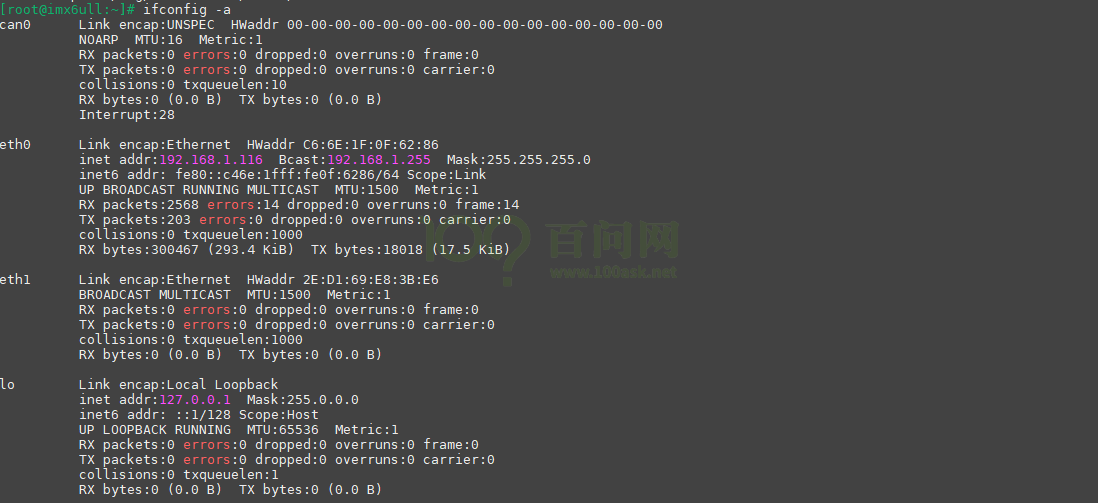 [root@imx6ull:~]# ifconfig -a
can0 Link encap:UNSPEC HWaddr 00-00-00-00-00-00-00-00-00-00-00-00-00-00-00-00
NOARP MTU:16 Metric:1
RX packets:0 errors:0 dropped:0 overruns:0 frame:0
TX packets:0 errors:0 dropped:0 overruns:0 carrier:0
collisions:0 txqueuelen:10
RX bytes:0 (0.0 B) TX bytes:0 (0.0 B)
Interrupt:28
eth0 Link encap:Ethernet HWaddr C6:6E:1F:0F:62:86
inet addr:192.168.1.116 Bcast:192.168.1.255 Mask:255.255.255.0
inet6 addr: fe80::c46e:1fff:fe0f:6286/64 Scope:Link
UP BROADCAST RUNNING MULTICAST MTU:1500 Metric:1
RX packets:2568 errors:14 dropped:0 overruns:0 frame:14
TX packets:203 errors:0 dropped:0 overruns:0 carrier:0
collisions:0 txqueuelen:1000
RX bytes:300467 (293.4 KiB) TX bytes:18018 (17.5 KiB)
100? 百问网
www.100ask.net
eth1 Link encap:Ethernet HWaddr 2E:D1:69:E8:3B:E6
BROADCAST MULTICAST MTU:1500 Metric:1
RX packets:0 errors:0 dropped:0 overruns:0 frame:0
TX packets:0 errors:0 dropped:0 overruns:0 carrier:0
collisions:0 txqueuelen:1000
RX bytes:0 (0.0 B) TX bytes:0 (0.0 B)
lo Link encap:Local Loopback
inet addr:127.0.0.1 Mask:255.0.0.0
inet6 addr: ::1/128 Scope:Host
UP LOOPBACK RUNNING MTU:65536 Metric:1
RX packets:0 errors:0 dropped:0 overruns:0 frame:0
TX packets:0 errors:0 dropped:0 overruns:0 carrier:0
collisions:0 txqueuelen:1
RX bytes:0 (0.0 B) TX bytes:0 (0.0 B)